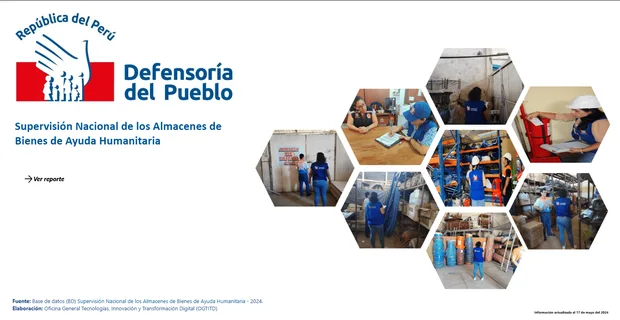 República del Perú
Defensoría
del Pueblo
Supervisión Nacional de los Almacenes de
Bienes de Ayuda Humanitaria
Ver reporte
Fuente: Base de datos (BD) Supervisión Nacional de los Almacenes de Bienes de Ayuda Humanitaria - 2024.
Elaboración: Oficina General Tecnologías, Innovación y Transformación Digital (OGTITD)
Información actualizada al 17 de mayo del 2024